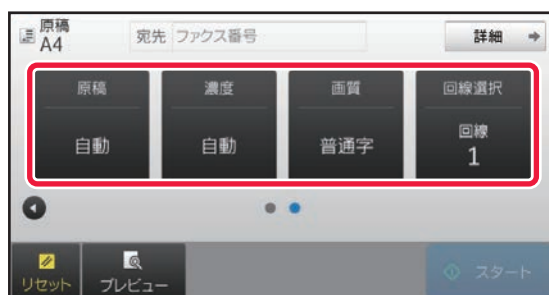 原稿
A4
宛先 ファクス番号
詳細
原稿 濃度 画質 回線選択
自動 自動 普通字 回線
1
リセット プレビュー スタート